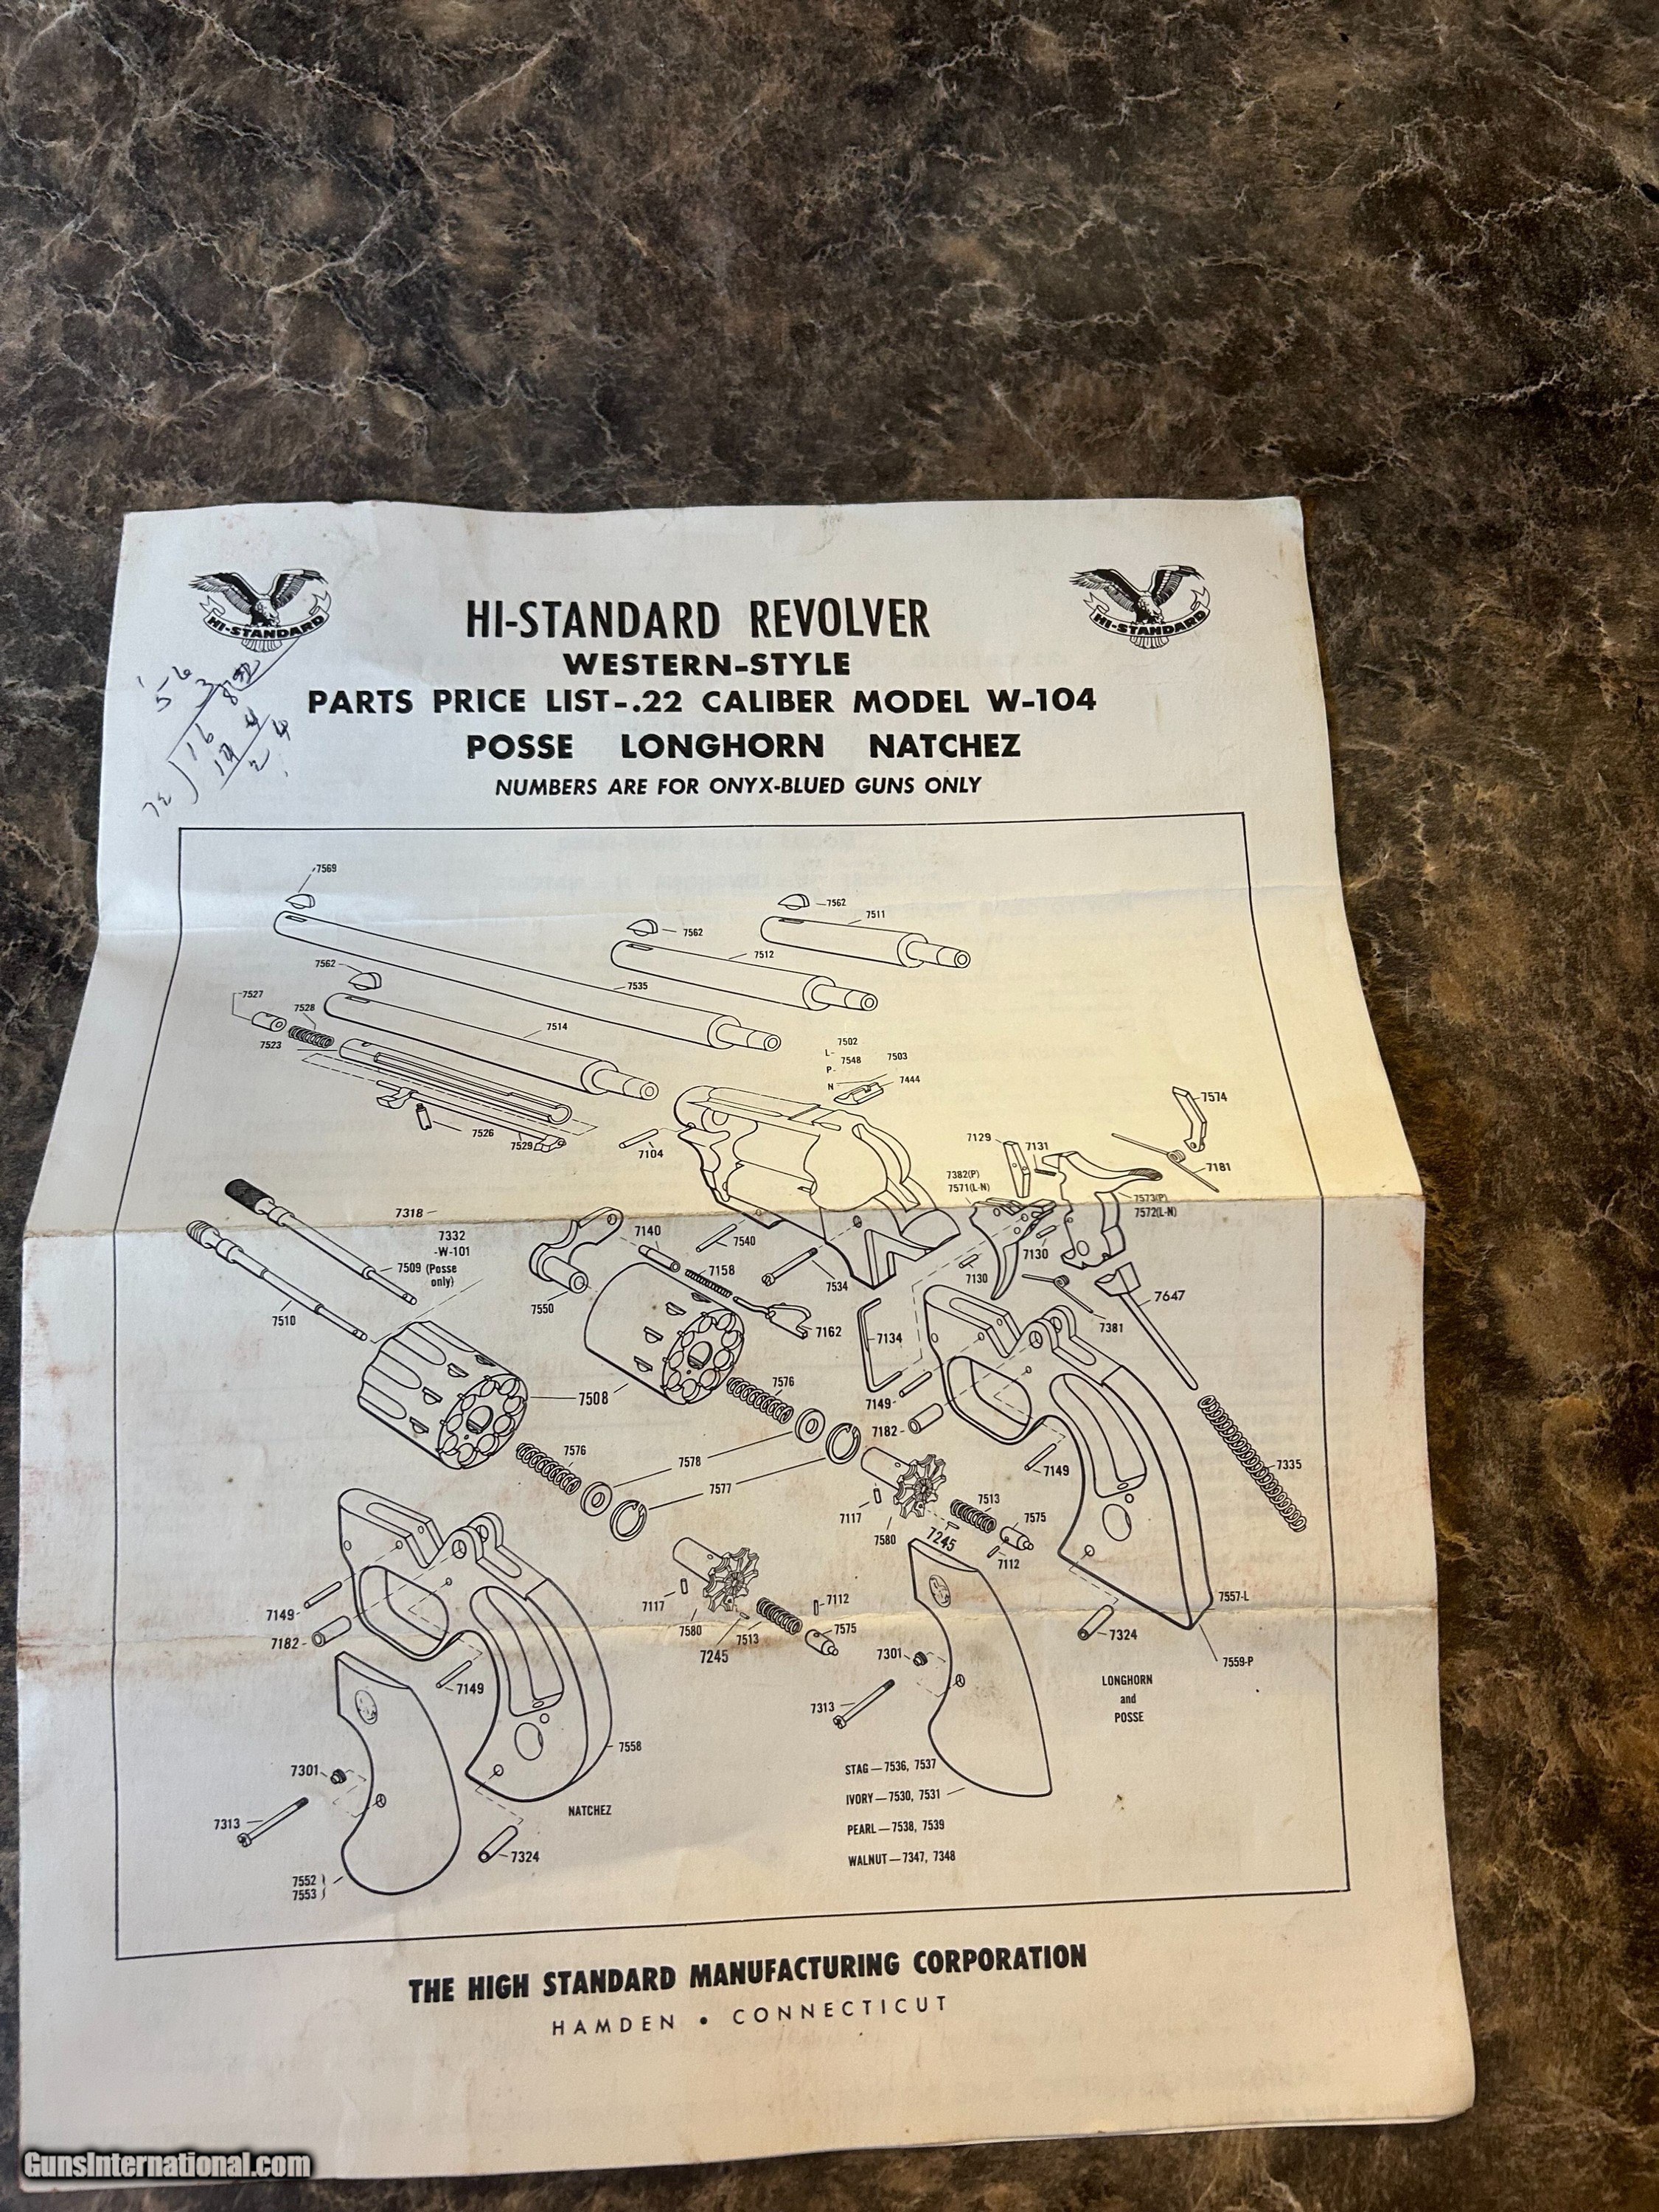 HI-STANDARD
HI-STANDARD
HI-STANDARD REVOLVER
WESTERN-STYLE
PARTS PRICE LIST-.22 CALIBER MODEL W-104
POSSE LONGHORN NATCHEZ
NUMBERS ARE FOR ONYX-BLUED GUNS ONLY
7569
7562
7511
7562
7512
7562
7535
7527
7528
7514
7523
7502
L-
7548
7503
P-
N
7444
7574
7526
7529
7104
7129
7131
7181
7382(P)
7571(L-N)
7573(P)
7572(L-N)
7318
7332
-W-101
7509 (Posse
only)
7140
7540
7130
7158
7130
7534
7550
7647
7510
7162
7134
7381
7576
7508
7149
7182
7576
7578
7149
7335
7577
7513
7117
7575
7580
7245
7112
7149
7117
7112
7557-L
7182
7580
7513
7575
7324
7245
7301
7559-P
7149
7313
LONGHORN
and
POSSE
7558
STAG—7536, 7537
7301
IVORY—7530, 7531
NATCHEZ
7313
PEARL—7538, 7539
7324
WALNUT—7347, 7348
7552
7553
THE HIGH STANDARD MANUFACTURING CORPORATION
HAMDEN • CONNECTICUT
GunsInternational.com